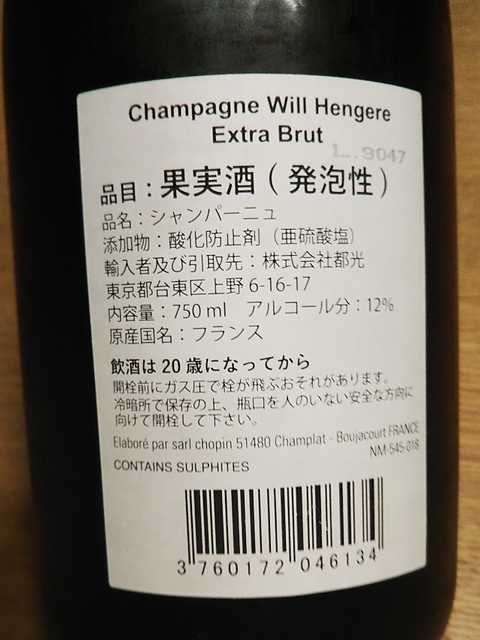 Champagne Will Hengere
Extra Brut
L.9047
品目：果実酒（発泡性）
品名：シャンパーニュ
添加物：酸化防止剤（亜硫酸塩）
輸入者及び引取先：株式会社都光
東京都台東区上野 6-16-17
内容量：750 ml　アルコール分：12%
原産国名：フランス
飲酒は 20 歳になってから
開栓前にガス圧で栓が飛ぶおそれがあります。
冷暗所で保存の上、瓶口を人のいない安全な方向に
向けて開栓して下さい。
Elaboré par sarl chopin 51480 Champlat - Boujacourt FRANCE
NM-545-018
CONTAINS SULPHITES
3 760172 046134